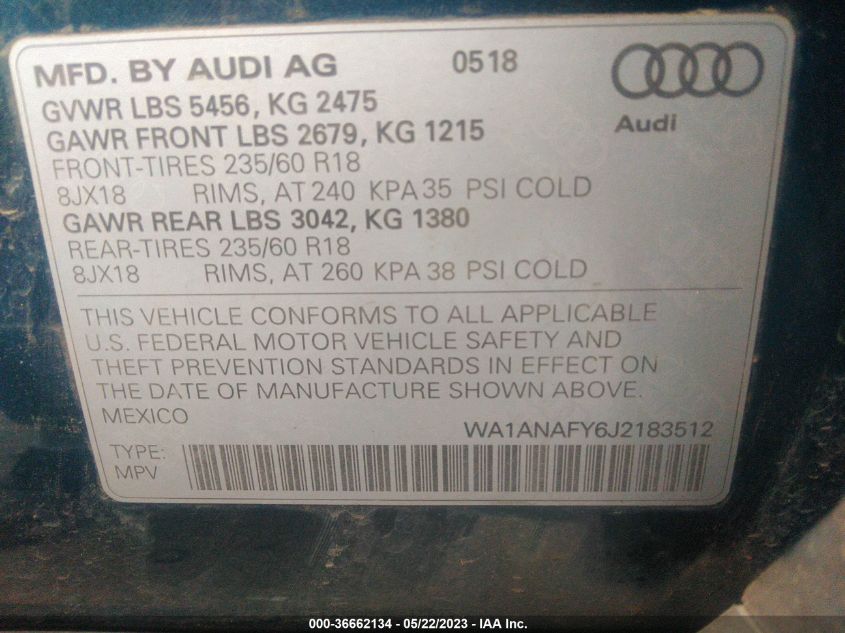 MFD. BY AUDI AG 0518
GVWR LBS 5456, KG 2475
GAWR FRONT LBS 2679, KG 1215
Audi
FRONT-TIRES 235/60 R18
8JX18 RIMS, AT 240 KPA 35 PSI COLD
GAWR REAR LBS 3042, KG 1380
REAR-TIRES 235/60 R18
8JX18 RIMS, AT 260 KPA 38 PSI COLD
THIS VEHICLE CONFORMS TO ALL APPLICABLE
U.S. FEDERAL MOTOR VEHICLE SAFETY AND
THEFT PREVENTION STANDARDS IN EFFECT ON
THE DATE OF MANUFACTURE SHOWN ABOVE.
MEXICO
WA1ANAFY6J2183512
TYPE:
MPV
000-36662134 - 05/22/2023 - IAA Inc.